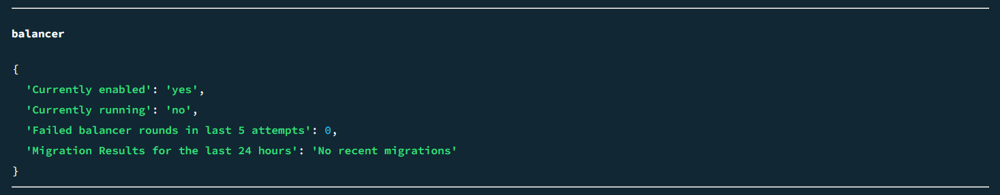 balancer
{
  'Currently enabled': 'yes',
  'Currently running': 'no',
  'Failed balancer rounds in last 5 attempts': 0,
  'Migration Results for the last 24 hours': 'No recent migrations'
}